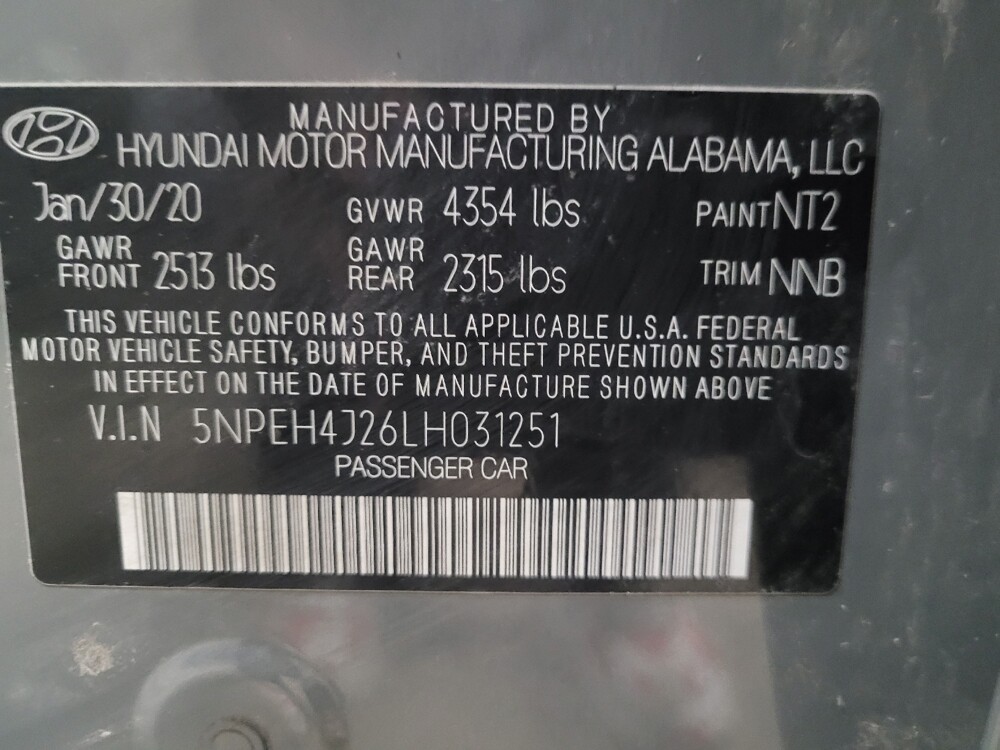 MANUFACTURED BY
HYUNDAI MOTOR MANUFACTURING ALABAMA, LLC
Jan/30/20 GVWR 4354 lbs PAINT NT2
GAWR FRONT 2513 lbs GAWR REAR 2315 lbs TRIM NNB
THIS VEHICLE CONFORMS TO ALL APPLICABLE U.S.A. FEDERAL
MOTOR VEHICLE SAFETY, BUMPER, AND THEFT PREVENTION STANDARDS
IN EFFECT ON THE DATE OF MANUFACTURE SHOWN ABOVE
V.I.N 5NPEH4J26LH031251
PASSENGER CAR